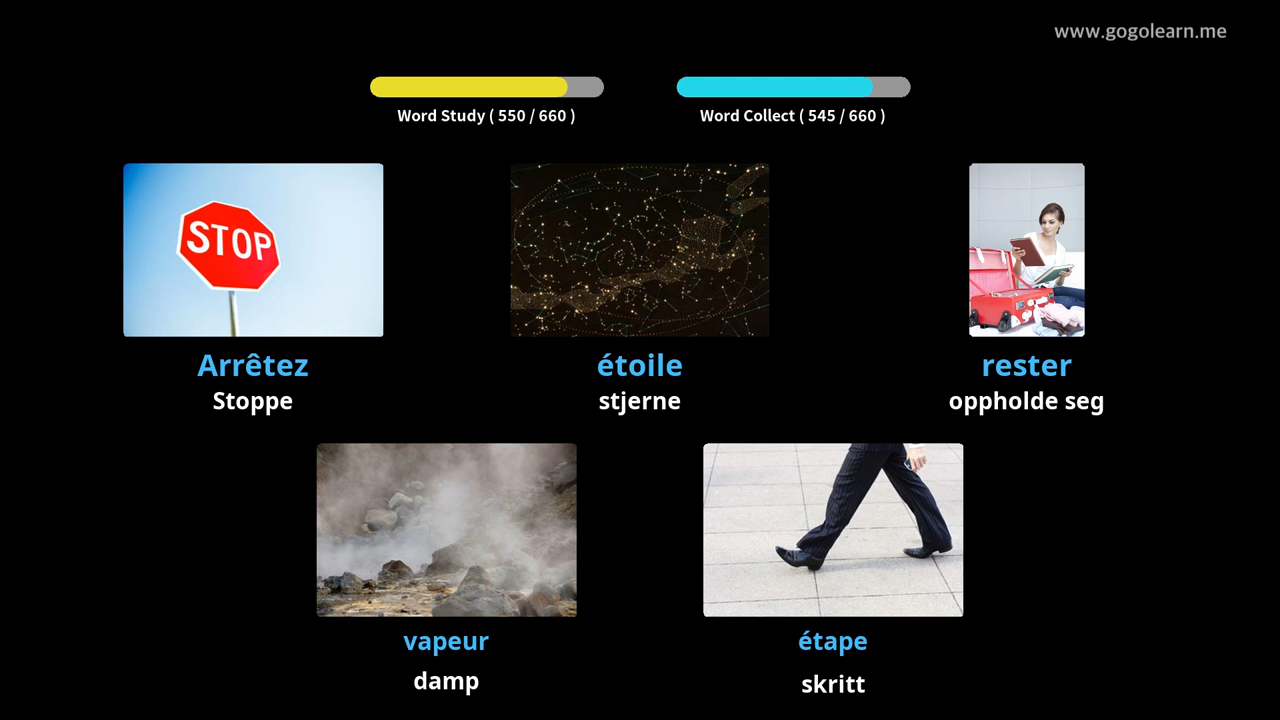 www.gogolearn.me
Word Study ( 550 / 660 )
Word Collect ( 545 / 660 )
STOP
Arrêtez
Stoppe
étoile
stjerne
rester
oppholde seg
vapeur
damp
étape
skritt